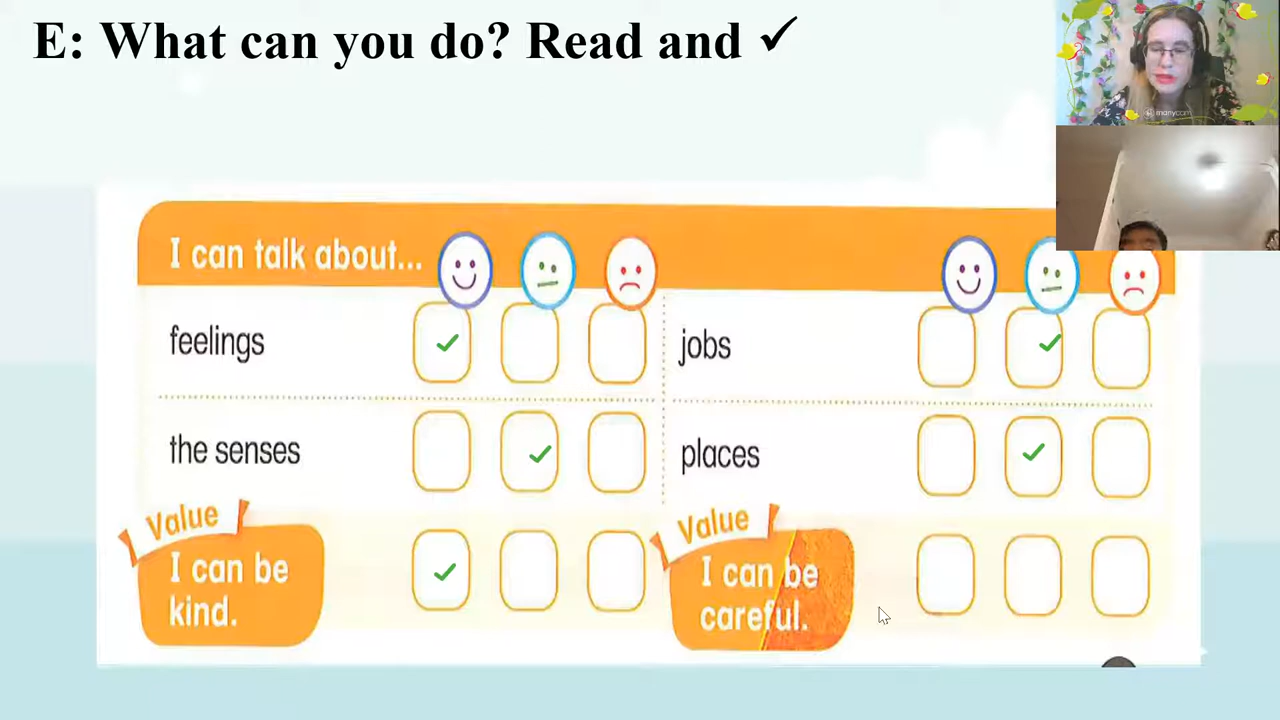 E: What can you do? Read and ✓
manycam
I can talk about...
feelings
jobs
the senses
places
Value
I can be
kind.
Value
I can be
careful.